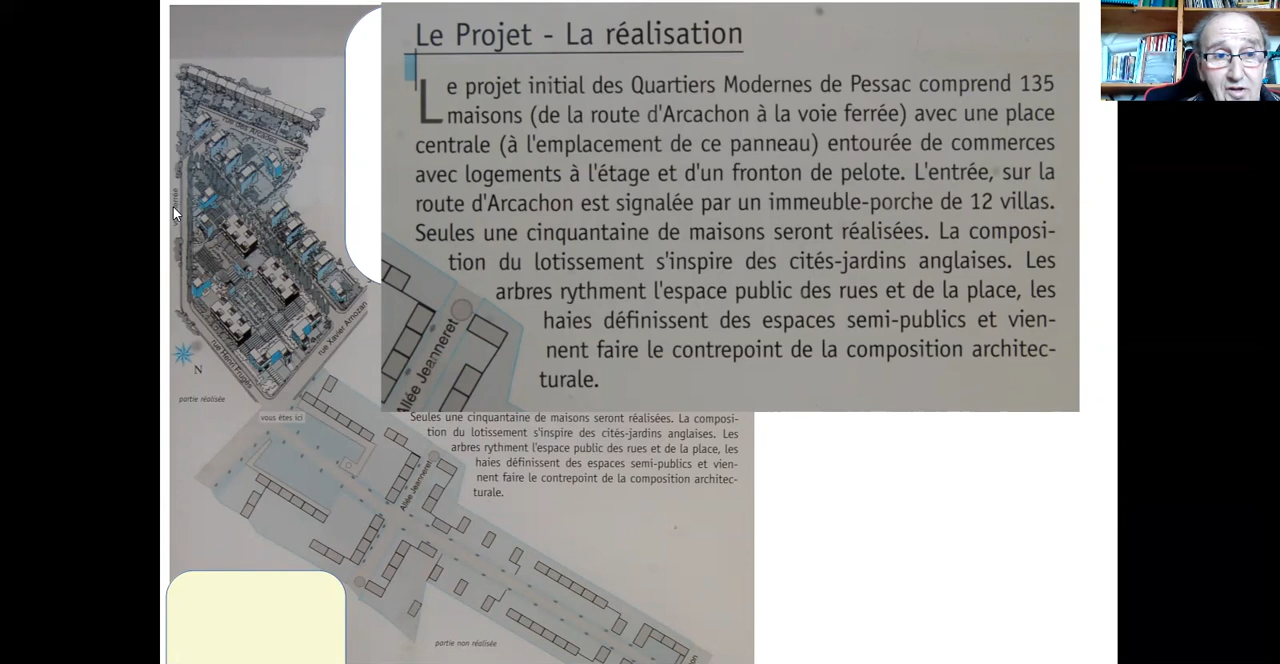 Le Projet - La réalisation
Le projet initial des Quartiers Modernes de Pessac comprend 135
maisons (de la route d'Arcachon à la voie ferrée) avec une place
centrale (à l'emplacement de ce panneau) entourée de commerces
avec logements à l'étage et d'un fronton de pelote. L'entrée, sur la
route d'Arcachon est signalée par un immeuble-porche de 12 villas.
Seules une cinquantaine de maisons seront réalisées. La composi-
tion du lotissement s'inspire des cités-jardins anglaises. Les
arbres rythment l'espace public des rues et de la place, les
haies définissent des espaces semi-publics et vien-
nent faire le contrepoint de la composition architec-
turale.
Allée Jeanneret
rue Xavier Arnozan
rue Henri Frugès
N
partie réalisée
vous êtes ici
Seules une cinquantaine de maisons seront réalisées. La composi-
tion du lotissement s'inspire des cités-jardins anglaises. Les
arbres rythment l'espace public des rues et de la place, les
haies définissent des espaces semi-publics et vien-
nent faire le contrepoint de la composition architec-
turale.
Allée Jeanneret
partie non réalisée